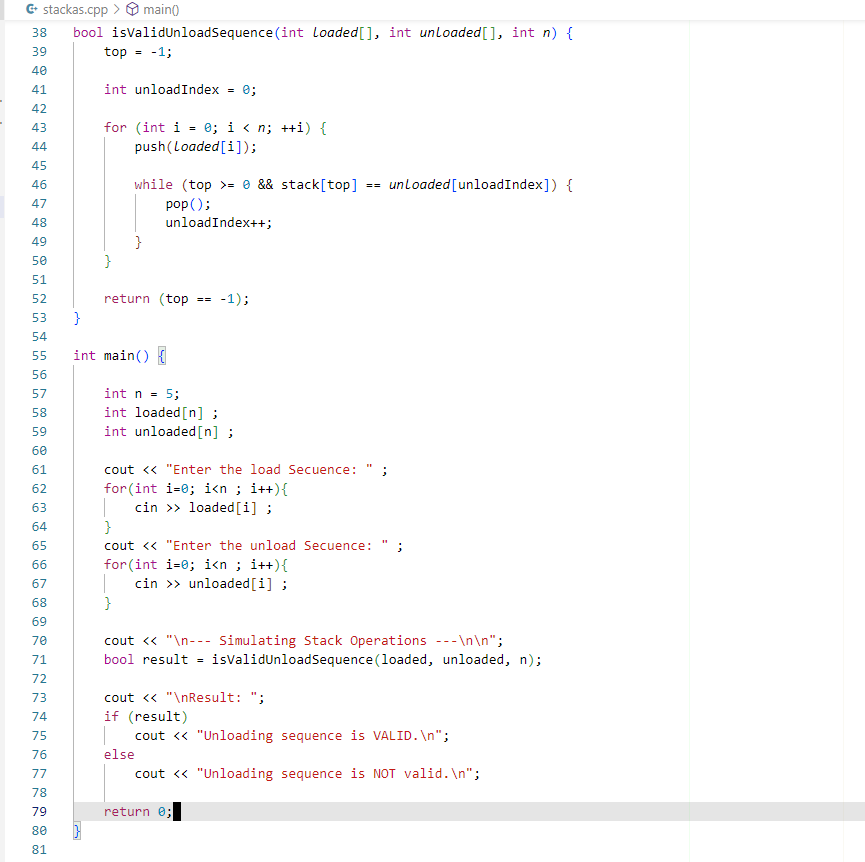 stackas.cpp > main()
38 bool isValidUnloadSequence(int loaded[], int unloaded[], int n) {
39     top = -1;
40
41     int unloadIndex = 0;
42
43     for (int i = 0; i < n; ++i) {
44         push(loaded[i]);
45
46         while (top >= 0 && stack[top] == unloaded[unloadIndex]) {
47             pop();
48             unloadIndex++;
49         }
50     }
51
52     return (top == -1);
53 }
54
55 int main() {
56
57     int n = 5;
58     int loaded[n] ;
59     int unloaded[n] ;
60
61     cout << "Enter the load Secuence: " ;
62     for(int i=0; i<n ; i++){
63         cin >> loaded[i] ;
64     }
65     cout << "Enter the unload Secuence: " ;
66     for(int i=0; i<n ; i++){
67         cin >> unloaded[i] ;
68     }
69
70     cout << "\n--- Simulating Stack Operations ---\n\n";
71     bool result = isValidUnloadSequence(loaded, unloaded, n);
72
73     cout << "\nResult: ";
74     if (result)
75         cout << "Unloading sequence is VALID.\n";
76     else
77         cout << "Unloading sequence is NOT valid.\n";
78
79     return 0;
80 }
81